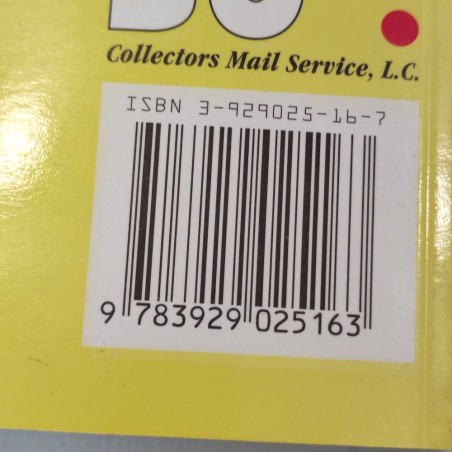 Collectors Mail Service, L.C.
ISBN 3-929025-16-7
9 783929 025163